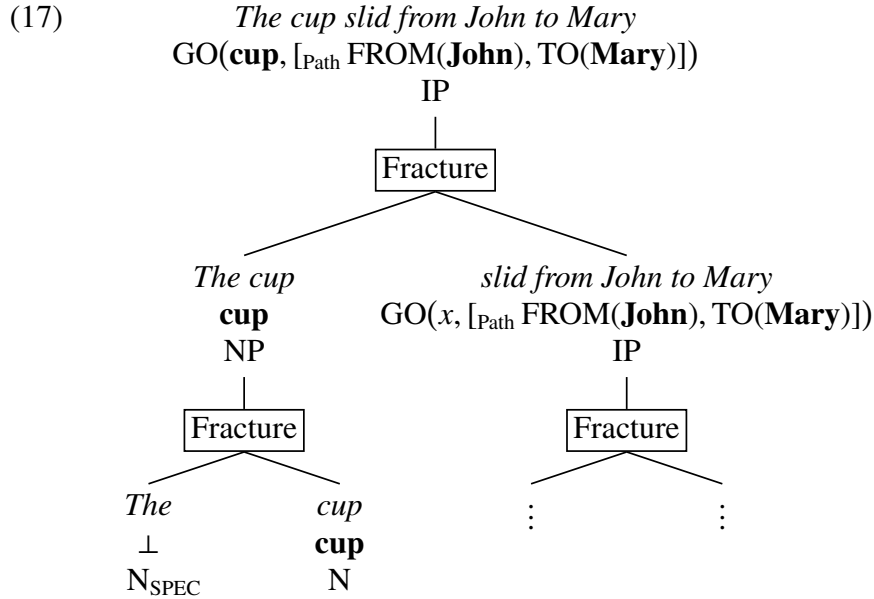 (17) The cup slid from John to Mary
GO(cup, [Path FROM(John), TO(Mary)])
IP
Fracture
The cup slid from John to Mary
cup GO(x, [Path FROM(John), TO(Mary)])
NP IP
Fracture Fracture
The cup ⋮ ⋮
⊥ cup
NSPEC N